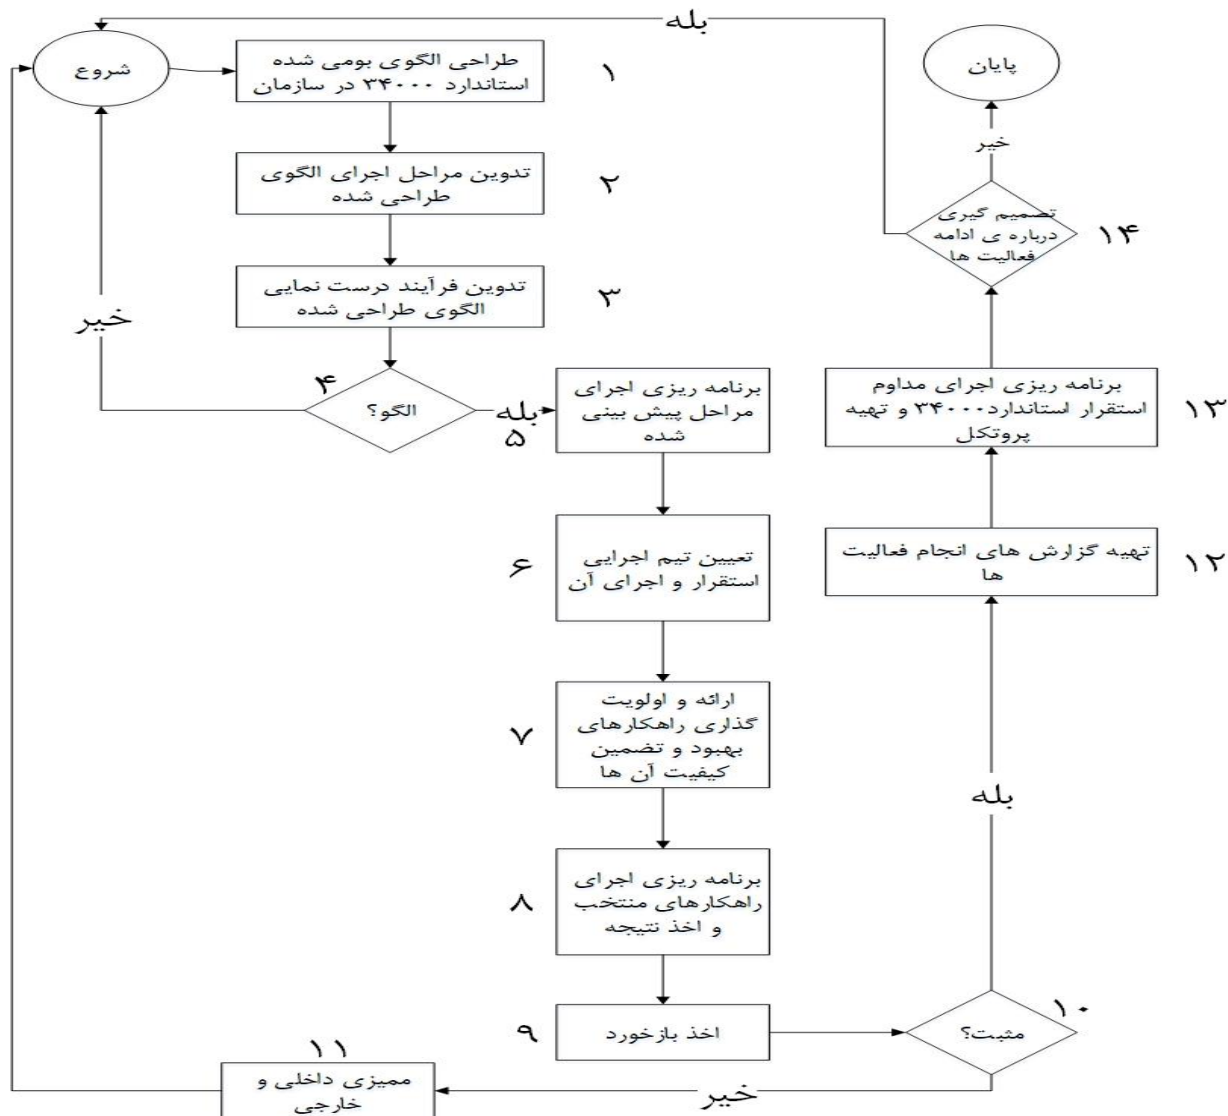 بله
شروع
۱
طراحی الگوی بومی شده
استاندارد ۳۴۰۰۰ در سازمان
۲
تدوین مراحل اجرای الگوی
طراحی شده
۳
تدوین فرآیند درست نمایی
الگوی طراحی شده
خیر
۴
الگو؟
بله
۵
برنامه ریزی اجرای
مراحل پیش بینی
شده
۶
تعیین تیم اجرایی
استقرار و اجرای آن
۷
ارائه و اولویت
گذاری راهکارهای
بهبود و تضمین
کیفیت آن ها
۸
برنامه ریزی اجرای
راهکارهای منتخب
و اخذ نتیجه
۹
اخذ بازخورد
۱۰
مثبت؟
خیر
۱۱
ممیزی داخلی و
خارجی
بله
۱۲
تهیه گزارش های انجام فعالیت
ها
۱۳
برنامه ریزی اجرای مداوم
استقرار استاندارد۳۴۰۰۰ و تهیه
پروتکل
۱۴
تصمیم گیری
درباره ی ادامه
فعالیت ها
خیر
پایان